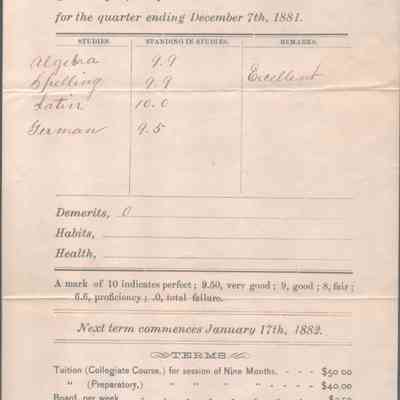 for the quarter ending December 7th, 1881.
STUDIES. STANDING IN STUDIES. REMARKS.
Algebra 9.9
Spelling 9.9 Excellent
Latin 10.0
German 9.5
Demerits, 0
Habits,
Health,
A mark of 10 indicates perfect; 9.50, very good; 9, good; 8, fair;
6.6, proficiency; .0, total failure.
Next term commences January 17th, 1882.
TERMS
Tuition (Collegiate Course,) for session of Nine Months. - - - $50 00
" (Preparatory,) " " " - - - - - $40.00
Board, per week